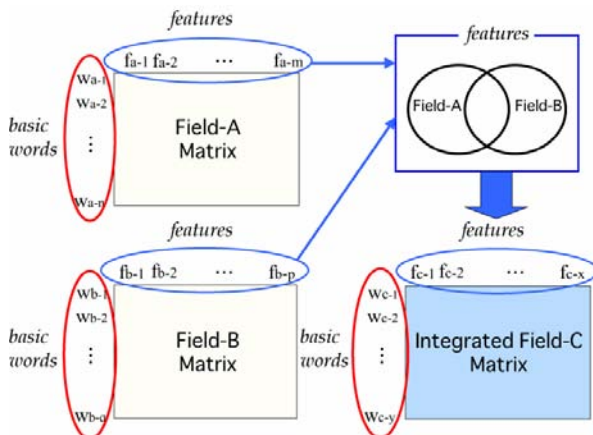 features
fa-1 fa-2 ... fa-m
wa-1
wa-2
⋮
wa-n
basic
words
Field-A
Matrix
features
Field-A
Field-B
features
fb-1 fb-2 ... fb-p
wb-1
wb-2
⋮
wb-q
basic
words
Field-B
Matrix
features
fc-1 fc-2 ... fc-x
wc-1
wc-2
⋮
wc-y
basic
words
Integrated Field-C
Matrix